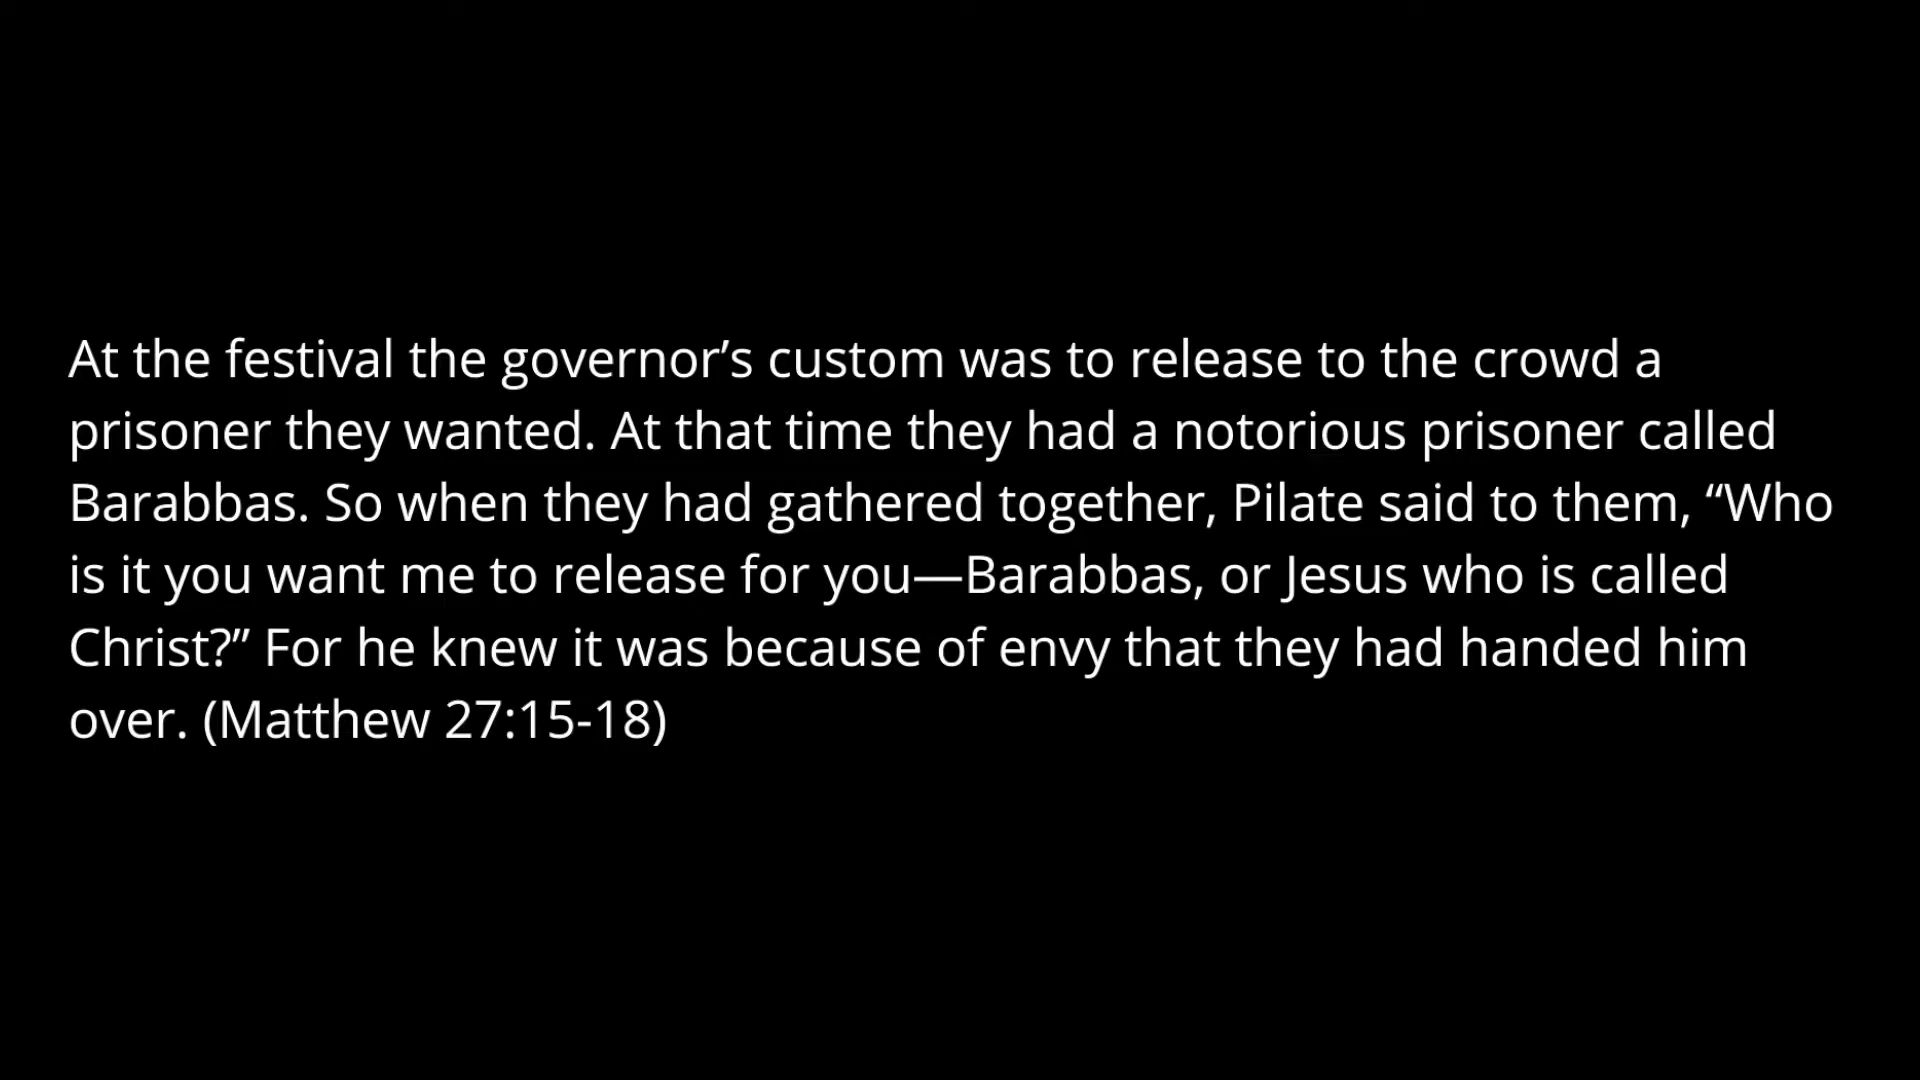 At the festival the governor’s custom was to release to the crowd a
prisoner they wanted. At that time they had a notorious prisoner called
Barabbas. So when they had gathered together, Pilate said to them, “Who
is it you want me to release for you—Barabbas, or Jesus who is called
Christ?” For he knew it was because of envy that they had handed him
over. (Matthew 27:15-18)